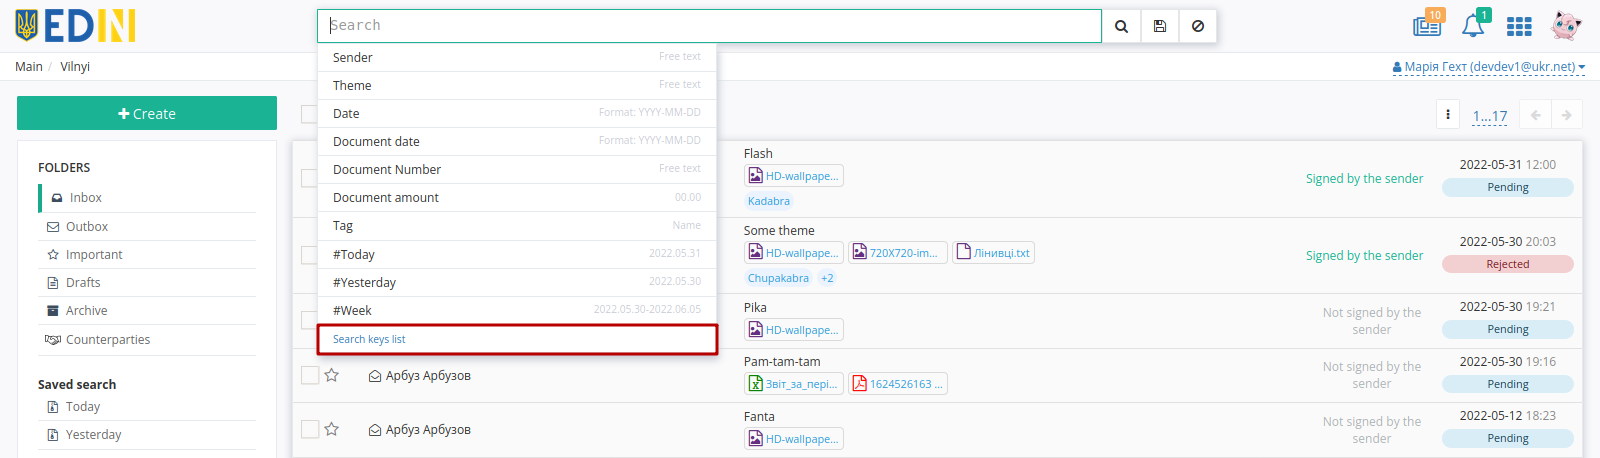 EDIN
Search
10
1
Main / Vilnyi
Марія Гехт (devdev1@ukr.net)
Create
FOLDERS
Inbox
Outbox
Important
Drafts
Archive
Counterparties
Saved search
Today
Yesterday
Sender Free text
Theme Free text
Date Format: YYYY-MM-DD
Document date Format: YYYY-MM-DD
Document Number Free text
Document amount 00.00
Tag Name
#Today 2022.05.31
#Yesterday 2022.05.30
#Week 2022.05.30-2022.06.05
Search keys list
1...17
Flash
HD-wallpape...
Kadabra
Signed by the sender
2022-05-31 12:00
Pending
Some theme
HD-wallpape... 720X720-im... Лінивці.txt
Chupakabra +2
Signed by the sender
2022-05-30 20:03
Rejected
Pika
HD-wallpape...
Not signed by the
sender
2022-05-30 19:21
Pending
Арбуз Арбузов
Pam-tam-tam
Звіт_за_пері... 1624526163 ...
Not signed by the
sender
2022-05-30 19:16
Pending
Арбуз Арбузов
Fanta
HD-wallpape...
Not signed by the
sender
2022-05-12 18:23
Pending